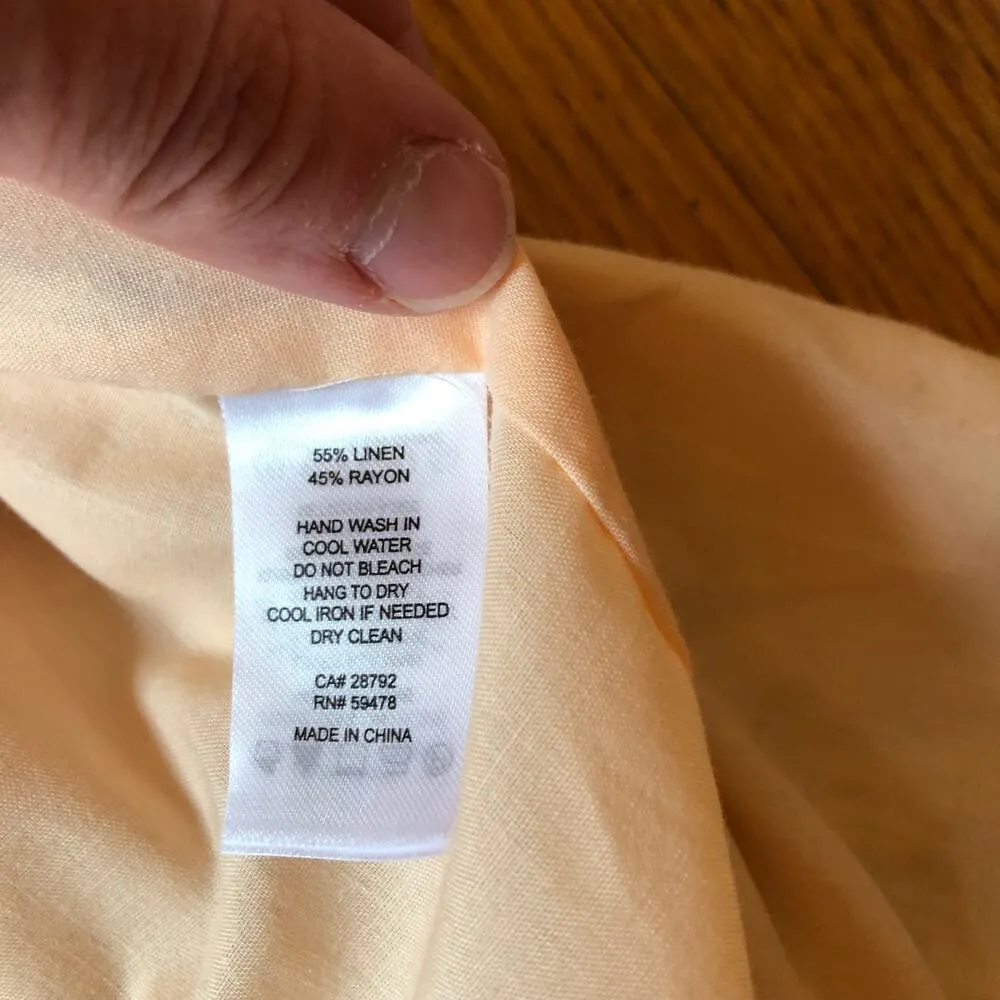 55% LINEN
45% RAYON
HAND WASH IN
COOL WATER
DO NOT BLEACH
HANG TO DRY
COOL IRON IF NEEDED
DRY CLEAN
CA# 28792
RN# 59478
MADE IN CHINA